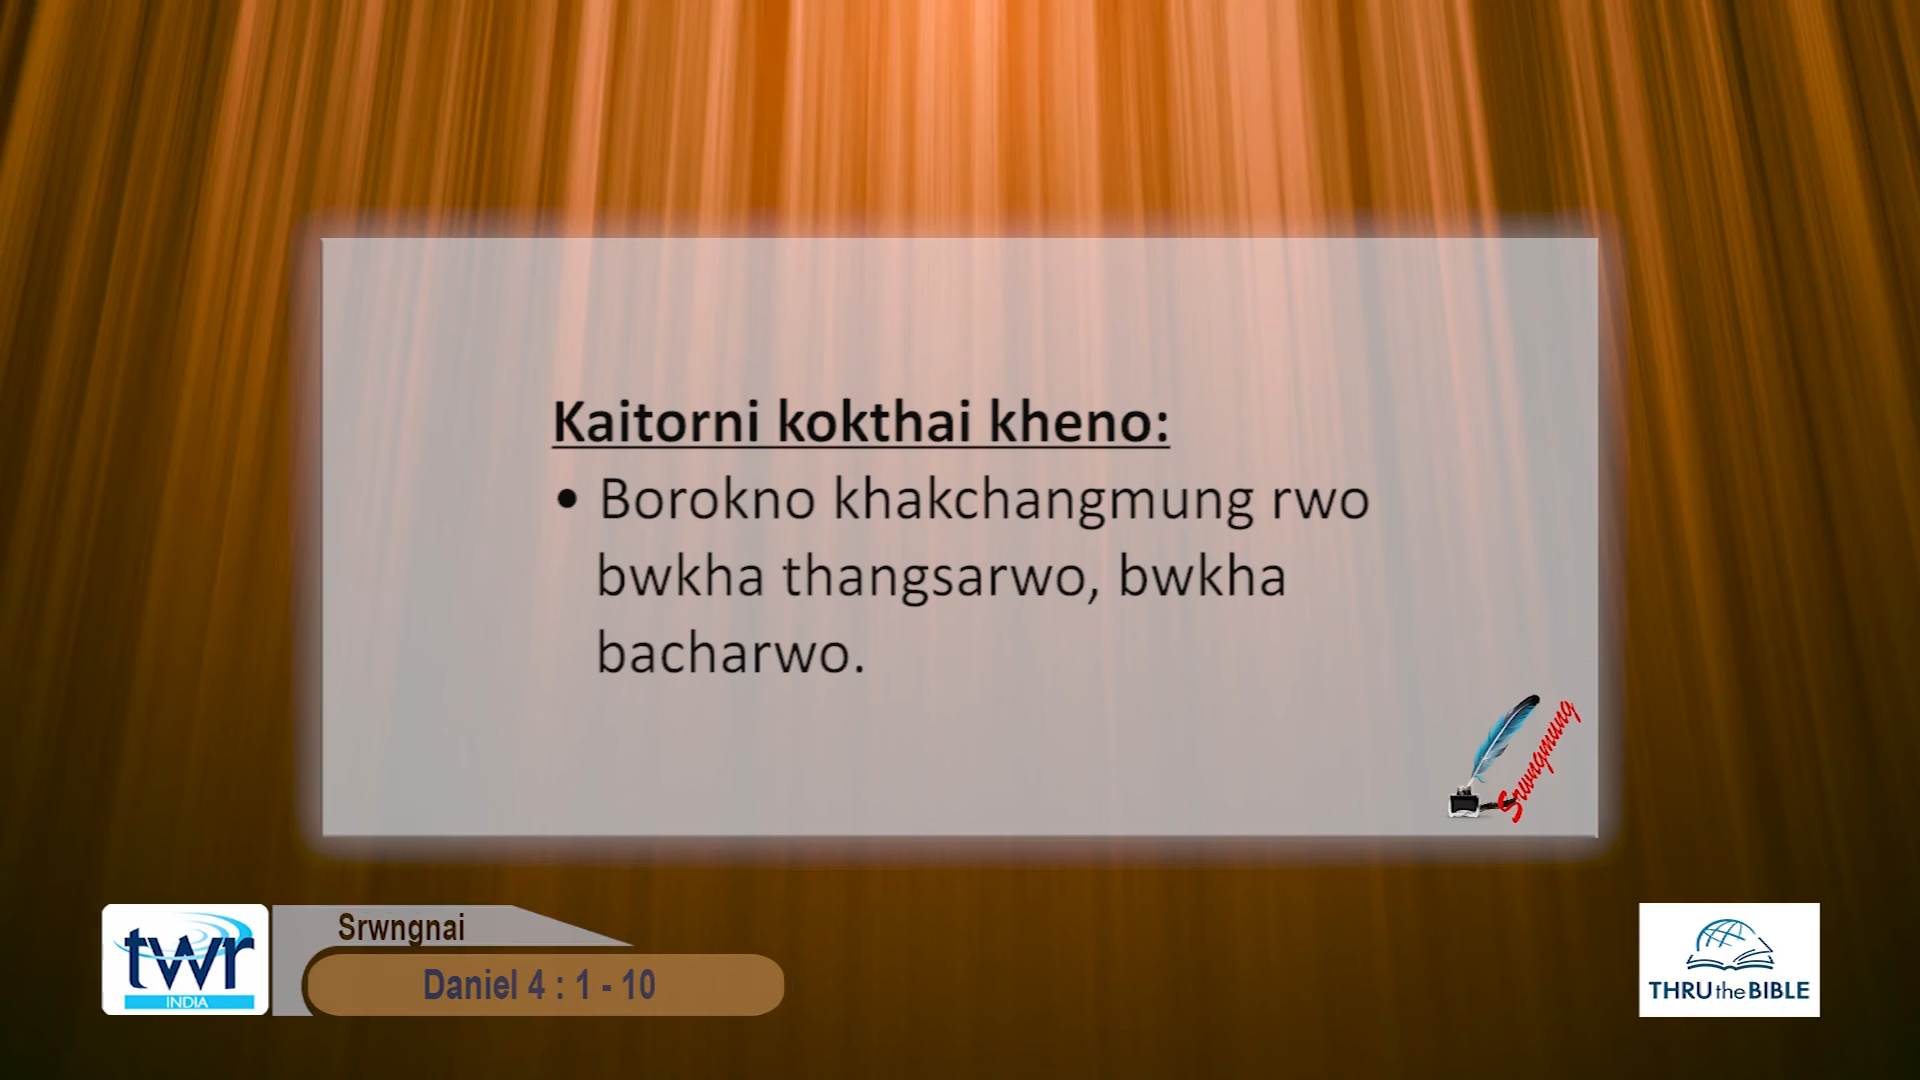 Kaitorni kokthai kheno:
• Borokno khakchangmung rwo
bwkha thangsarwo, bwkha
bacharwo.
Srwngmung
twr
INDIA
Srwngnai
Daniel 4 : 1 - 10
THRU the BIBLE